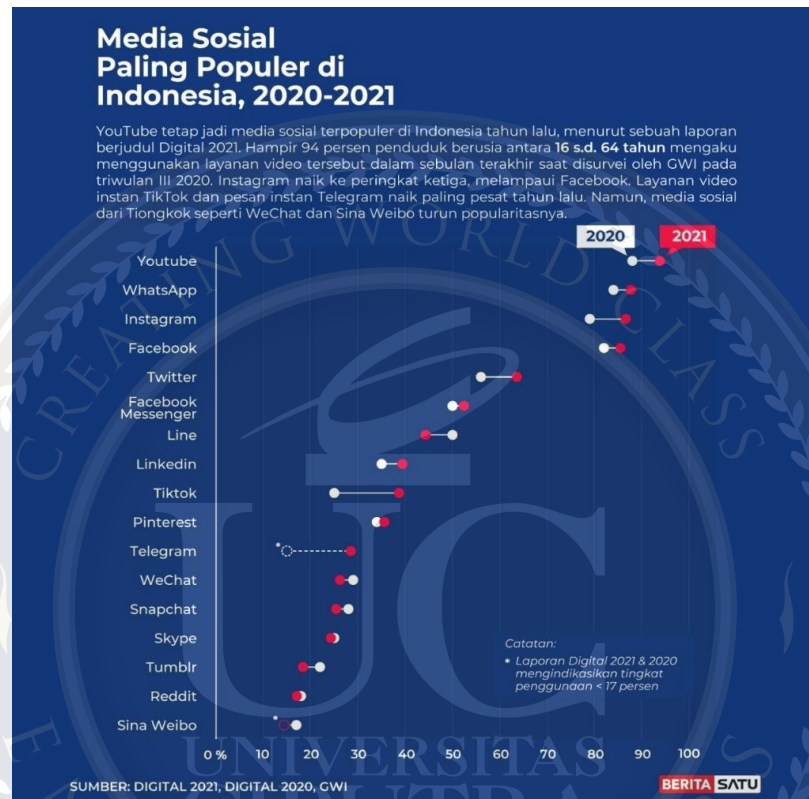 Media Sosial
Paling Populer di
Indonesia, 2020-2021
YouTube tetap jadi media sosial terpopuler di Indonesia tahun lalu, menurut sebuah laporan
berjudul Digital 2021. Hampir 94 persen penduduk berusia antara 16 s.d. 64 tahun mengaku
menggunakan layanan video tersebut dalam sebulan terakhir saat disurvei oleh GWI pada
triwulan III 2020. Instagram naik ke peringkat ketiga, melampaui Facebook. Layanan video
instan TikTok dan pesan instan Telegram naik paling pesat tahun lalu. Namun, media sosial
dari Tiongkok seperti WeChat dan Sina Weibo turun popularitasnya.
2020 2021
Youtube
WhatsApp
Instagram
Facebook
Twitter
Facebook
Messenger
Line
Linkedin
Tiktok
Pinterest
Telegram *
WeChat
Snapchat
Skype
Tumblr
Reddit
Sina Weibo *
Catatan:
* Laporan Digital 2021 & 2020
mengindikasikan tingkat
penggunaan < 17 persen
0 % 10 20 30 40 50 60 70 80 90 100
SUMBER: DIGITAL 2021, DIGITAL 2020, GWI
BERITA SATU
CREATING WORLD CLASS
UC
UNIVERSITAS